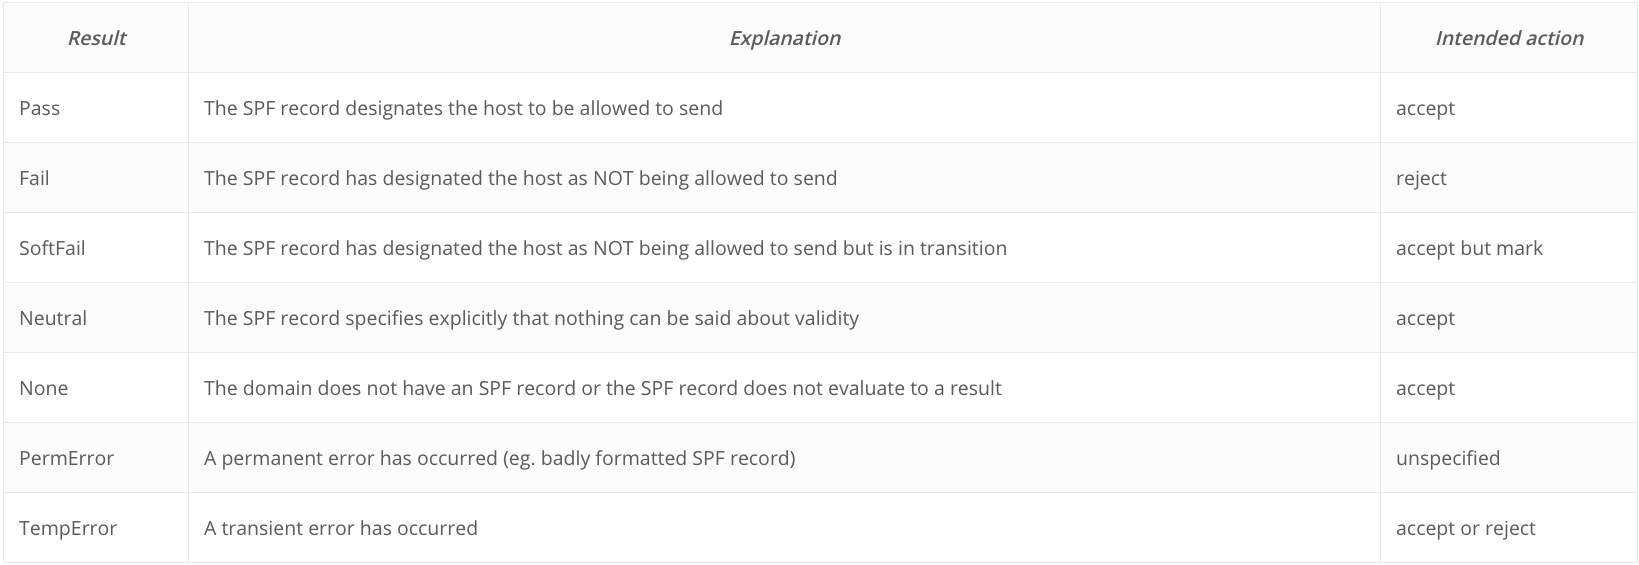 Result Explanation Intended action
Pass The SPF record designates the host to be allowed to send accept
Fail The SPF record has designated the host as NOT being allowed to send reject
SoftFail The SPF record has designated the host as NOT being allowed to send but is in transition accept but mark
Neutral The SPF record specifies explicitly that nothing can be said about validity accept
None The domain does not have an SPF record or the SPF record does not evaluate to a result accept
PermError A permanent error has occurred (eg. badly formatted SPF record) unspecified
TempError A transient error has occurred accept or reject